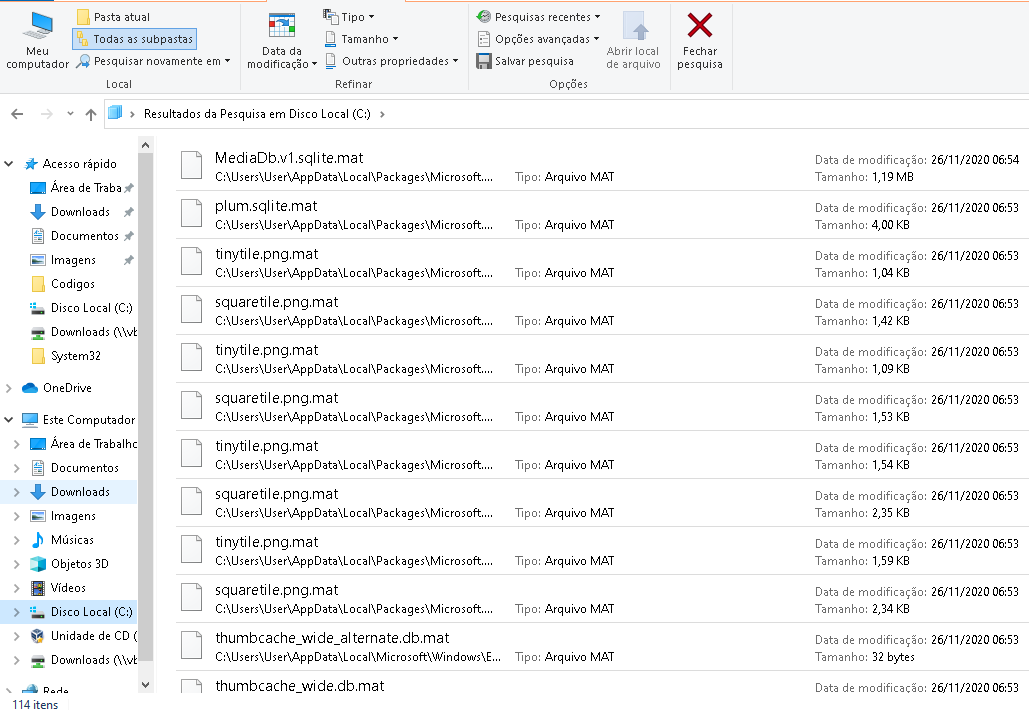 Pasta atual
Todas as subpastas
Pesquisar novamente em
Meu computador
Local
Data da modificação
Tipo
Tamanho
Outras propriedades
Refinar
Pesquisas recentes
Opções avançadas
Salvar pesquisa
Abrir local de arquivo
Opções
Fechar pesquisa
Resultados da Pesquisa em Disco Local (C:)
Acesso rápido
Área de Traba
Downloads
Documentos
Imagens
Codigos
Disco Local (C:)
Downloads (\\vb
System32
OneDrive
Este Computador
Área de Trabalho
Documentos
Downloads
Imagens
Músicas
Objetos 3D
Vídeos
Disco Local (C:)
Unidade de CD (
Downloads (\\vb
Rede
MediaDb.v1.sqlite.mat
C:\Users\User\AppData\Local\Packages\Microsoft.... Tipo: Arquivo MAT
Data de modificação: 26/11/2020 06:54
Tamanho: 1,19 MB
plum.sqlite.mat
C:\Users\User\AppData\Local\Packages\Microsoft.... Tipo: Arquivo MAT
Data de modificação: 26/11/2020 06:53
Tamanho: 4,00 KB
tinytile.png.mat
C:\Users\User\AppData\Local\Packages\Microsoft.... Tipo: Arquivo MAT
Data de modificação: 26/11/2020 06:53
Tamanho: 1,04 KB
squaretile.png.mat
C:\Users\User\AppData\Local\Packages\Microsoft.... Tipo: Arquivo MAT
Data de modificação: 26/11/2020 06:53
Tamanho: 1,42 KB
tinytile.png.mat
C:\Users\User\AppData\Local\Packages\Microsoft.... Tipo: Arquivo MAT
Data de modificação: 26/11/2020 06:53
Tamanho: 1,09 KB
squaretile.png.mat
C:\Users\User\AppData\Local\Packages\Microsoft.... Tipo: Arquivo MAT
Data de modificação: 26/11/2020 06:53
Tamanho: 1,53 KB
tinytile.png.mat
C:\Users\User\AppData\Local\Packages\Microsoft.... Tipo: Arquivo MAT
Data de modificação: 26/11/2020 06:53
Tamanho: 1,54 KB
squaretile.png.mat
C:\Users\User\AppData\Local\Packages\Microsoft.... Tipo: Arquivo MAT
Data de modificação: 26/11/2020 06:53
Tamanho: 2,35 KB
tinytile.png.mat
C:\Users\User\AppData\Local\Packages\Microsoft.... Tipo: Arquivo MAT
Data de modificação: 26/11/2020 06:53
Tamanho: 1,59 KB
squaretile.png.mat
C:\Users\User\AppData\Local\Packages\Microsoft.... Tipo: Arquivo MAT
Data de modificação: 26/11/2020 06:53
Tamanho: 2,34 KB
thumbcache_wide_alternate.db.mat
C:\Users\User\AppData\Local\Microsoft\Windows\E... Tipo: Arquivo MAT
Data de modificação: 26/11/2020 06:53
Tamanho: 32 bytes
thumbcache_wide.db.mat
Data de modificação: 26/11/2020 06:53
114 itens